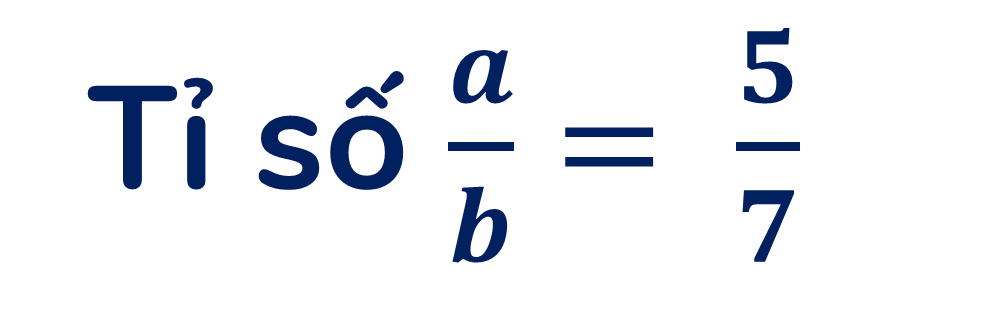 Tỉ số a/b = 5/7